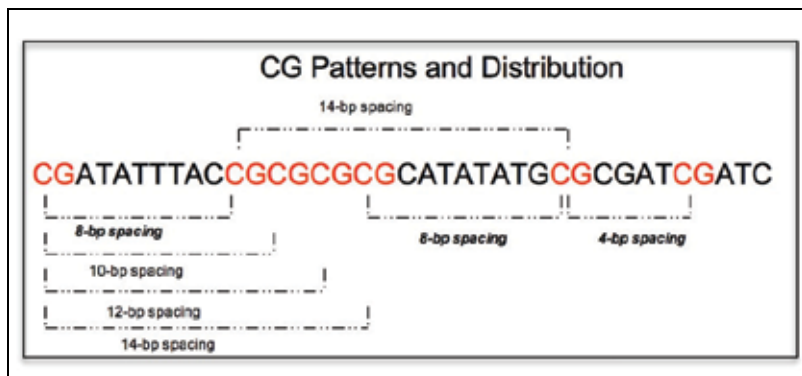 CG Patterns and Distribution
14-bp spacing
CGATATTTACCGCGCGCGCATATATGCGCGATCGATC
8-bp spacing 8-bp spacing 4-bp spacing
10-bp spacing
12-bp spacing
14-bp spacing